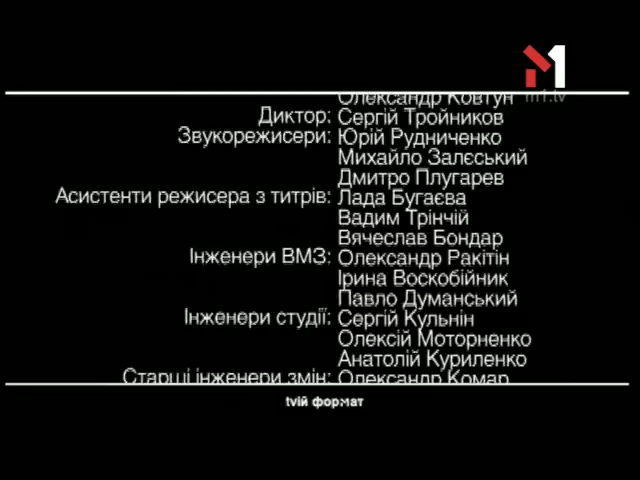 M1
m1.tv
Олександр Ковтун
Диктор: Сергій Тройников
Звукорежисери: Юрій Рудниченко
Михайло Залєський
Дмитро Плугарев
Асистенти режисера з титрів: Лада Бугаєва
Вадим Трінчій
Вячеслав Бондар
Інженери ВМЗ: Олександр Ракітін
Ірина Воскобійник
Павло Думанський
Інженери студії: Сергій Кульнін
Олексій Моторненко
Анатолій Куриленко
Старші інженери змін: Олександр Комар
tvій формат